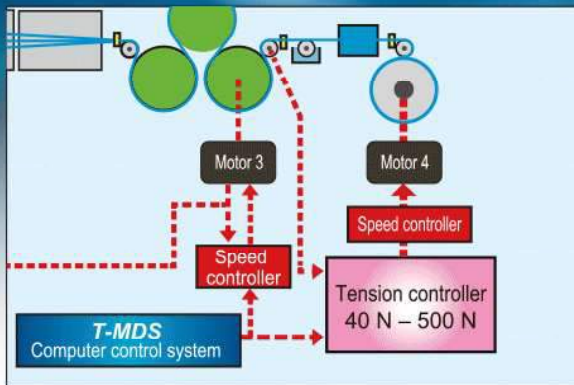 Motor 3
Motor 4
Speed controller
Speed
controller
Tension controller
40 N – 500 N
T-MDS
Computer control system